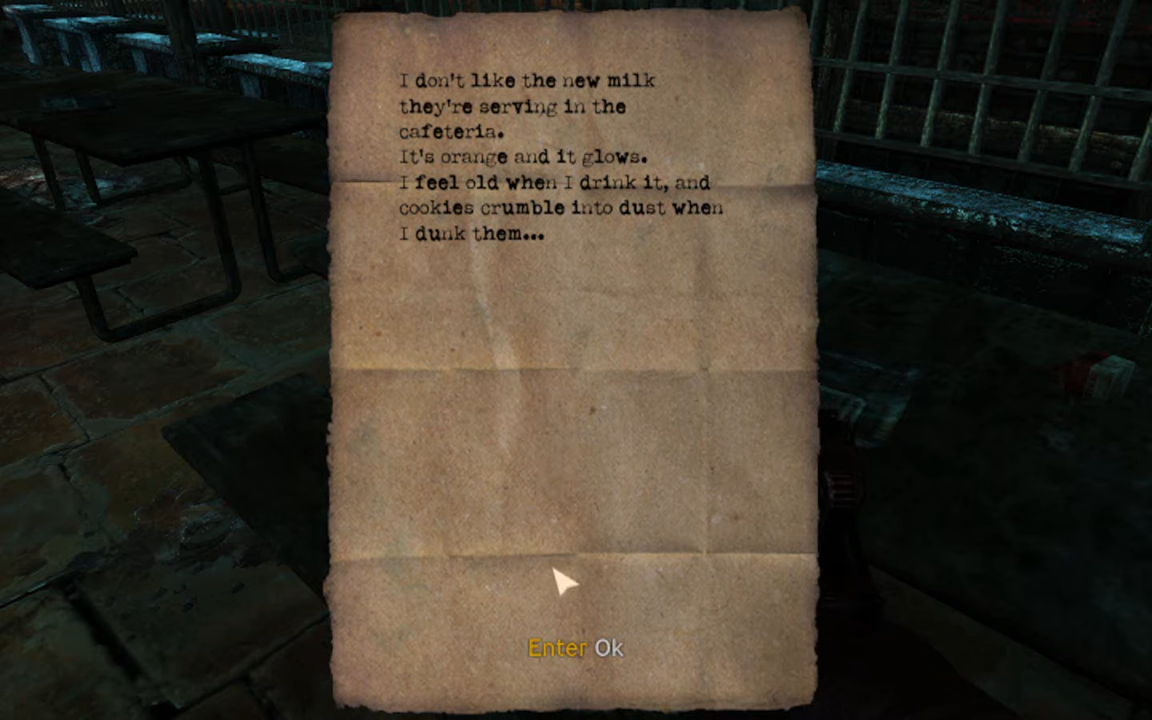 I don't like the new milk
they're serving in the
cafeteria.
It's orange and it glows.
I feel old when I drink it, and
cookies crumble into dust when
I dunk them...
Enter Ok